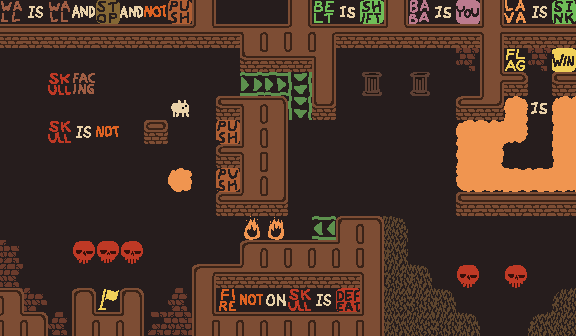 WALL IS WALL AND STOP AND NOT PUSH
BELT IS SHIFT
BABA IS YOU
LAVA IS SINK
FLAG
WIN
SKULL FACING
IS
SKULL IS NOT
PUSH
PUSH
FIRE NOT ON SKULL IS DEFEAT